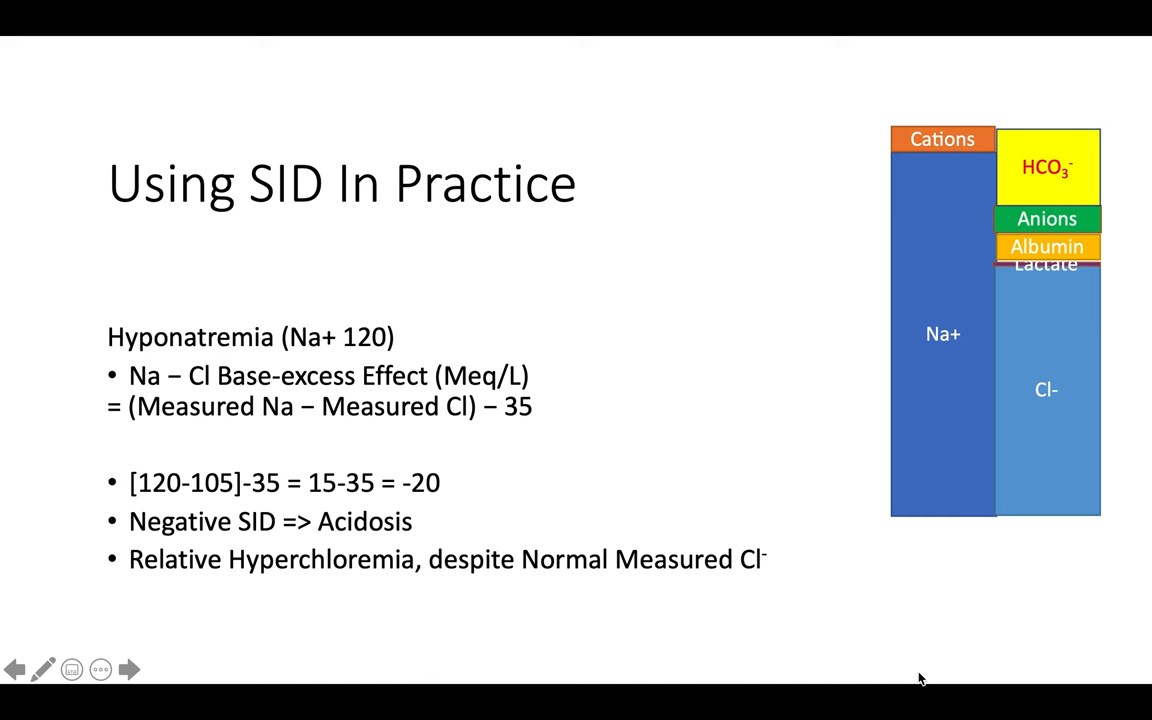 Using SID In Practice
Hyponatremia (Na+ 120)
• Na – Cl Base-excess Effect (Meq/L)
= (Measured Na – Measured Cl) – 35
• [120-105]-35 = 15-35 = -20
• Negative SID => Acidosis
• Relative Hyperchloremia, despite Normal Measured Cl⁻
Cations
HCO₃⁻
Anions
Albumin
Lactate
Na+
Cl-